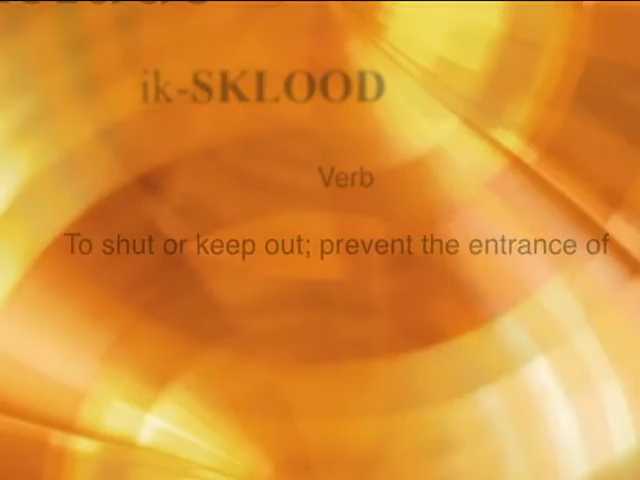 ik-SKLOOD
Verb
To shut or keep out; prevent the entrance of